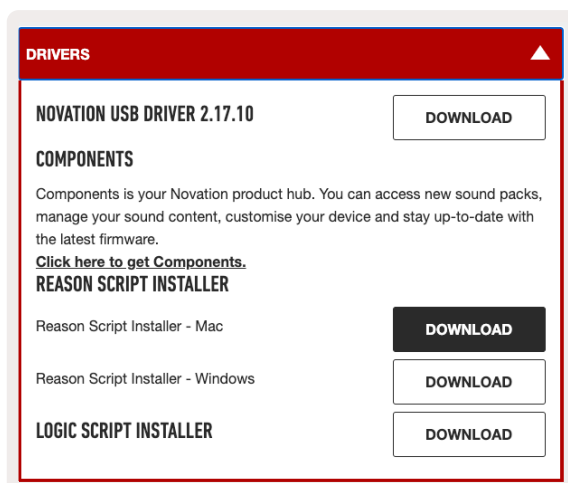 DRIVERS
NOVATION USB DRIVER 2.17.10
DOWNLOAD
COMPONENTS
Components is your Novation product hub. You can access new sound packs,
manage your sound content, customise your device and stay up-to-date with
the latest firmware.
Click here to get Components.
REASON SCRIPT INSTALLER
Reason Script Installer - Mac
DOWNLOAD
Reason Script Installer - Windows
DOWNLOAD
LOGIC SCRIPT INSTALLER
DOWNLOAD